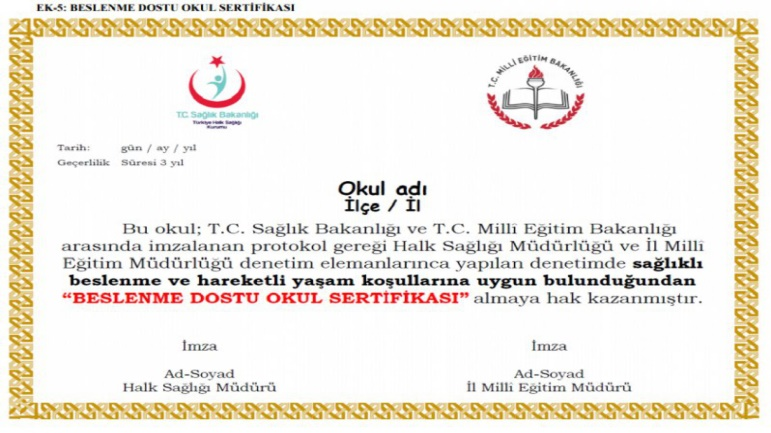 EK-5: BESLENME DOSTU OKUL SERTİFİKASI
T.C. Sağlık Bakanlığı
Türkiye Halk Sağlığı
Kurumu
T.C. MİLLÎ EĞİTİM BAKANLIĞI
Tarih: gün / ay / yıl
Geçerlilik Süresi 3 yıl
Okul adı
İlçe / İl
Bu okul; T.C. Sağlık Bakanlığı ve T.C. Millî Eğitim Bakanlığı
arasında imzalanan protokol gereği Halk Sağlığı Müdürlüğü ve İl Millî
Eğitim Müdürlüğü denetim elemanlarınca yapılan denetimde sağlıklı
beslenme ve hareketli yaşam koşullarına uygun bulunduğundan
“BESLENME DOSTU OKUL SERTİFİKASI” almaya hak kazanmıştır.
İmza İmza
Ad-Soyad Ad-Soyad
Halk Sağlığı Müdürü İl Millî Eğitim Müdürü